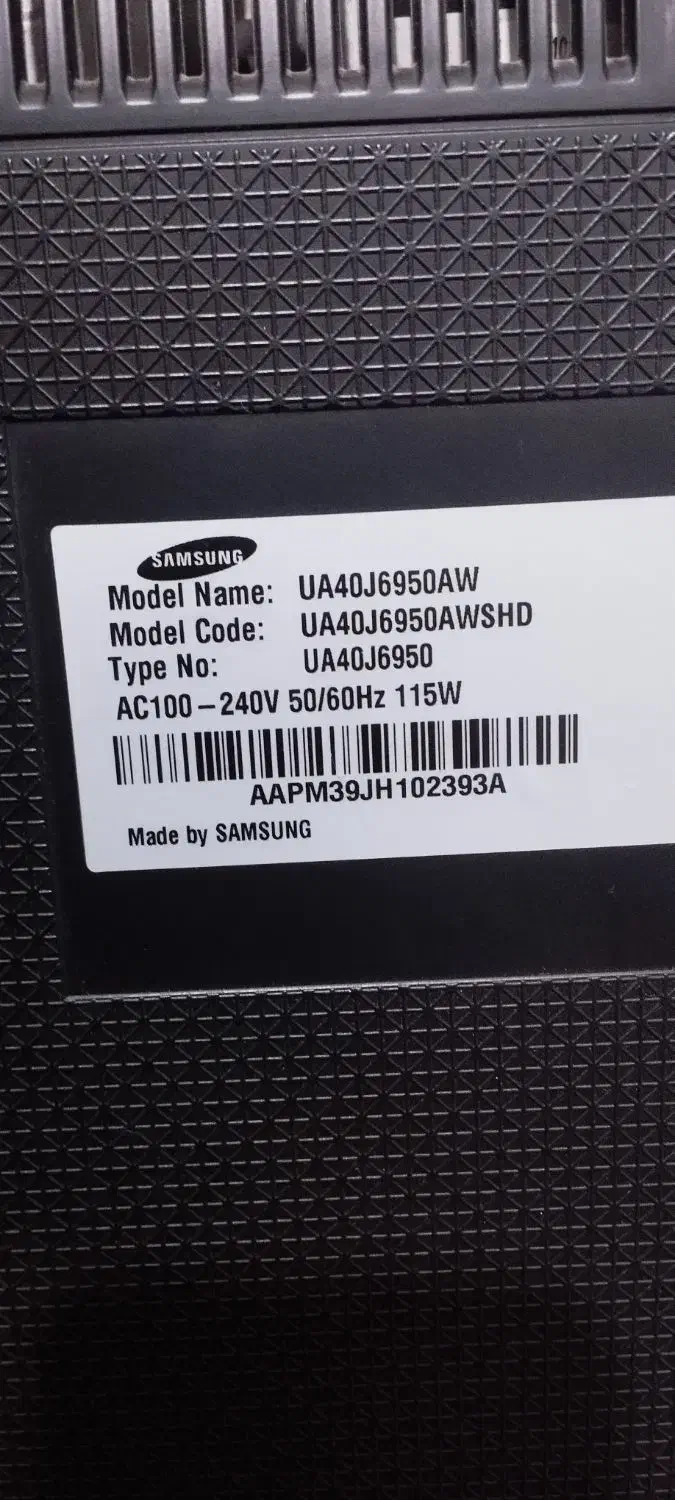 10
SAMSUNG
Model Name: UA40J6950AW
Model Code: UA40J6950AWSHD
Type No: UA40J6950
AC100-240V 50/60Hz 115W
AAPM39JH102393A
Made by SAMSUNG